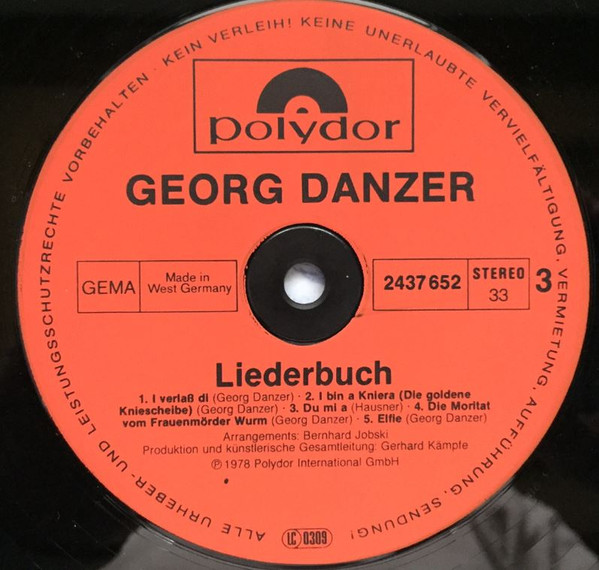 ALLE URHEBER- UND LEISTUNGSSCHUTZRECHTE VORBEHALTEN · KEIN VERLEIH! KEINE UNERLAUBTE VERVIELFÄLTIGUNG, VERMIETUNG, AUFFÜHRUNG, SENDUNG!
polydor
GEORG DANZER
GEMA
Made in
West Germany
2437 652
STEREO
33
3
Liederbuch
1. I verlaß di (Georg Danzer) · 2. I bin a Kniera (Die goldene
Kniescheibe) (Georg Danzer) · 3. Du mi a (Hausner) · 4. Die Moritat
vom Frauenmörder Wurm (Georg Danzer) · 5. Elfie (Georg Danzer)
Arrangements: Bernhard Jobski
Produktion und künstlerische Gesamtleitung: Gerhard Kämpfe
℗ 1978 Polydor International GmbH
LC 0309